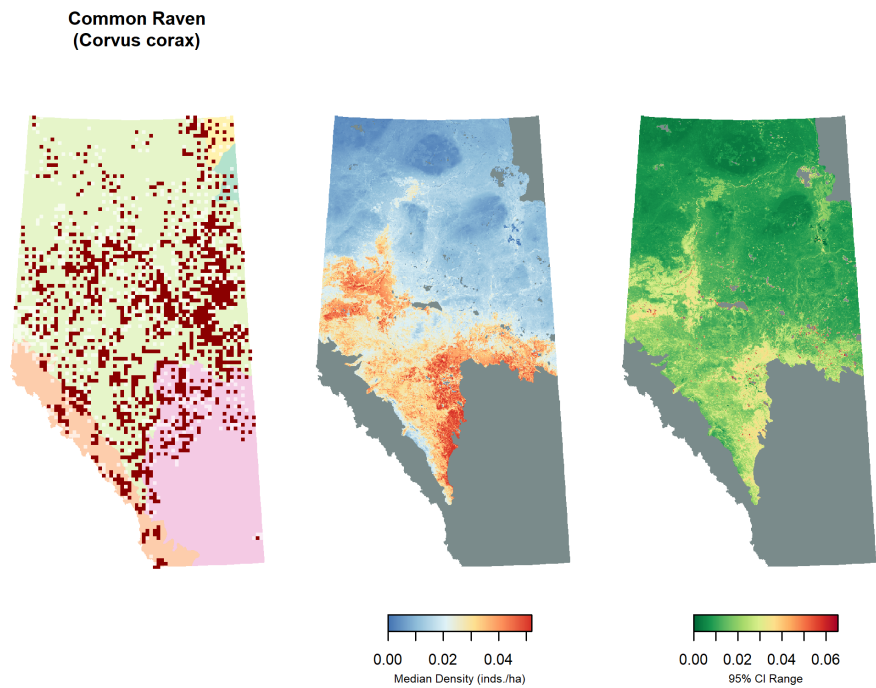 Common Raven
(Corvus corax)
0.00 0.02 0.04
Median Density (inds./ha)
0.00 0.02 0.04 0.06
95% CI Range